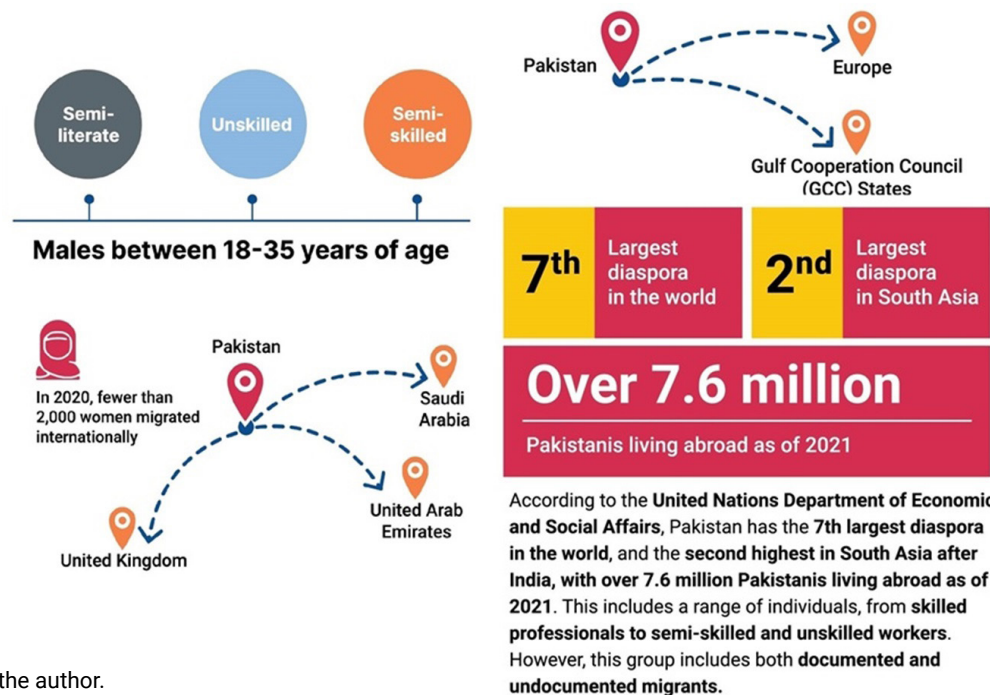 Semi-
literate
Unskilled
Semi-
skilled
Males between 18-35 years of age
In 2020, fewer than
2,000 women migrated
internationally
Pakistan
Saudi
Arabia
United Arab
Emirates
United Kingdom
the author.
Pakistan
Europe
Gulf Cooperation Council
(GCC) States
7th
Largest
diaspora
in the world
2nd
Largest
diaspora
in South Asia
Over 7.6 million
Pakistanis living abroad as of 2021
According to the United Nations Department of Economic
and Social Affairs, Pakistan has the 7th largest diaspora
in the world, and the second highest in South Asia after
India, with over 7.6 million Pakistanis living abroad as of
2021. This includes a range of individuals, from skilled
professionals to semi-skilled and unskilled workers.
However, this group includes both documented and
undocumented migrants.